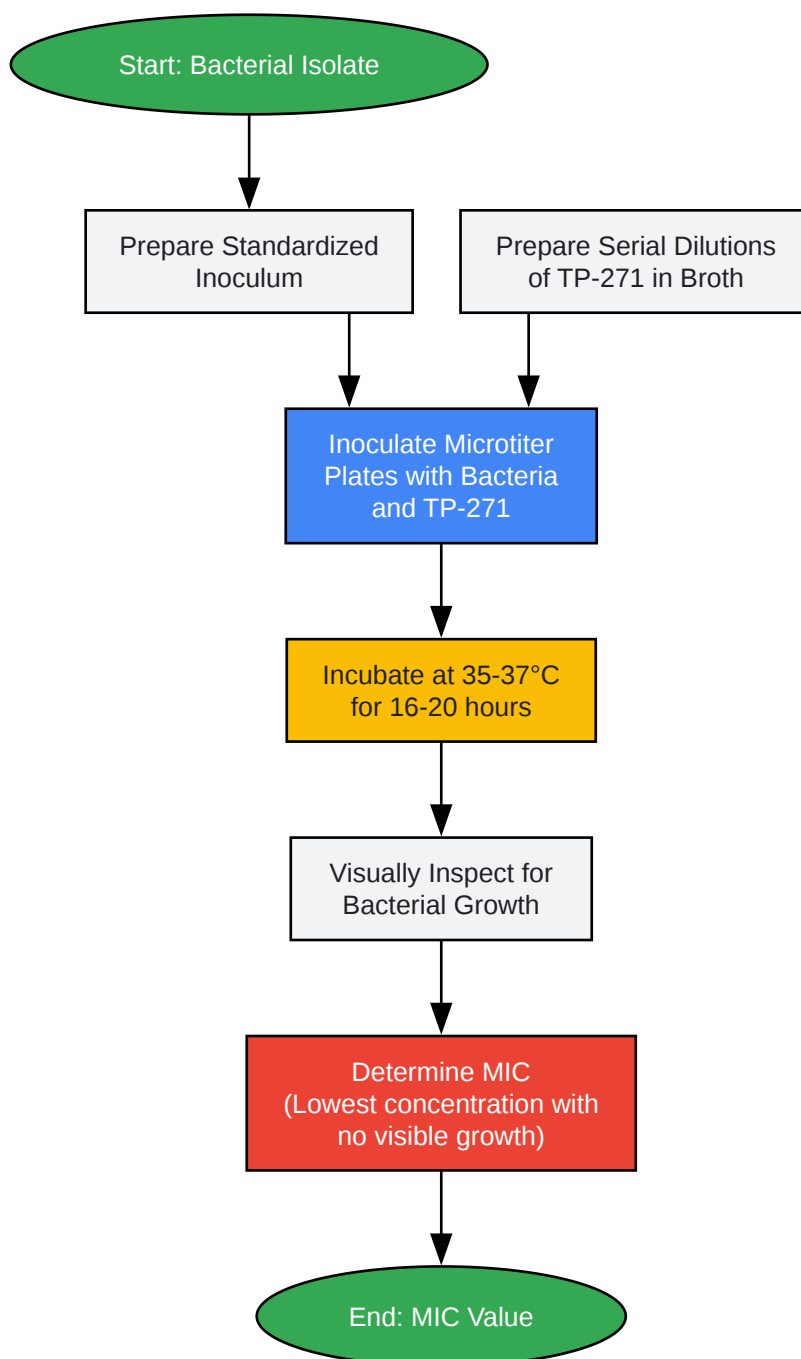 Start: Bacterial Isolate
Prepare Standardized
Inoculum
Prepare Serial Dilutions
of TP-271 in Broth
Inoculate Microtiter
Plates with Bacteria
and TP-271
Incubate at 35-37°C
for 16-20 hours
Visually Inspect for
Bacterial Growth
Determine MIC
(Lowest concentration with
no visible growth)
End: MIC Value